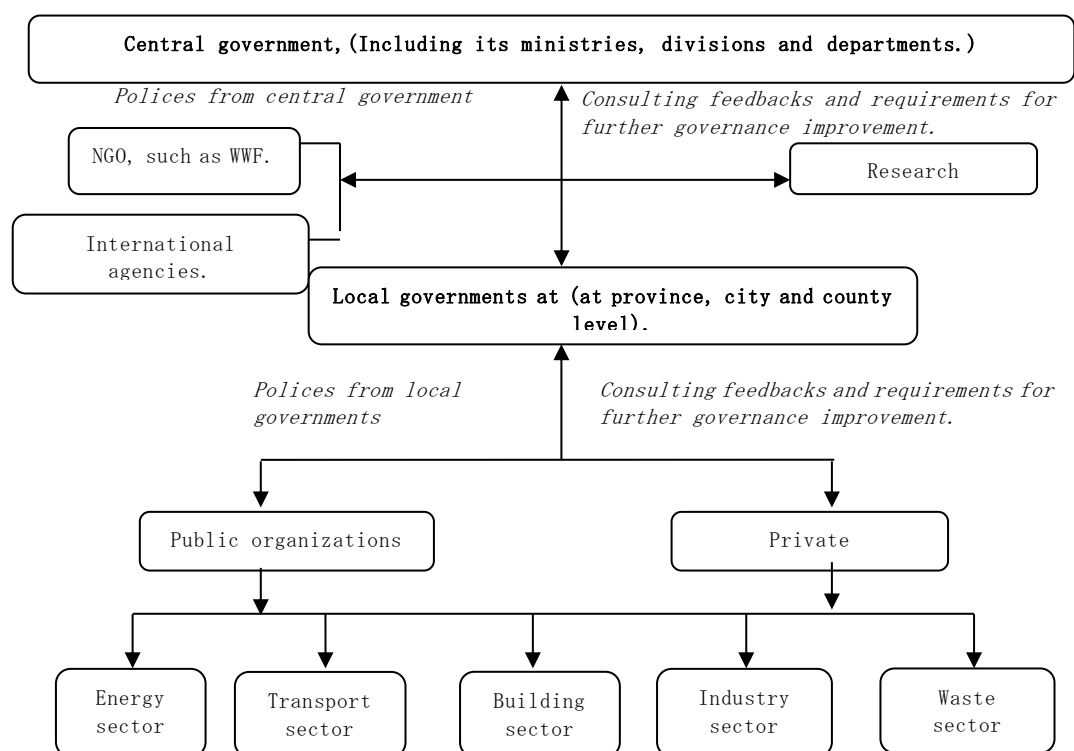 Central government, (Including its ministries, divisions and departments.)
Polices from central government
Consulting feedbacks and requirements for
further governance improvement.
NGO, such as WWF.
Research
International
agencies.
Local governments at (at province, city and county
level).
Polices from local
governments
Consulting feedbacks and requirements for
further governance improvement.
Public organizations
Private
Energy
sector
Transport
sector
Building
sector
Industry
sector
Waste
sector